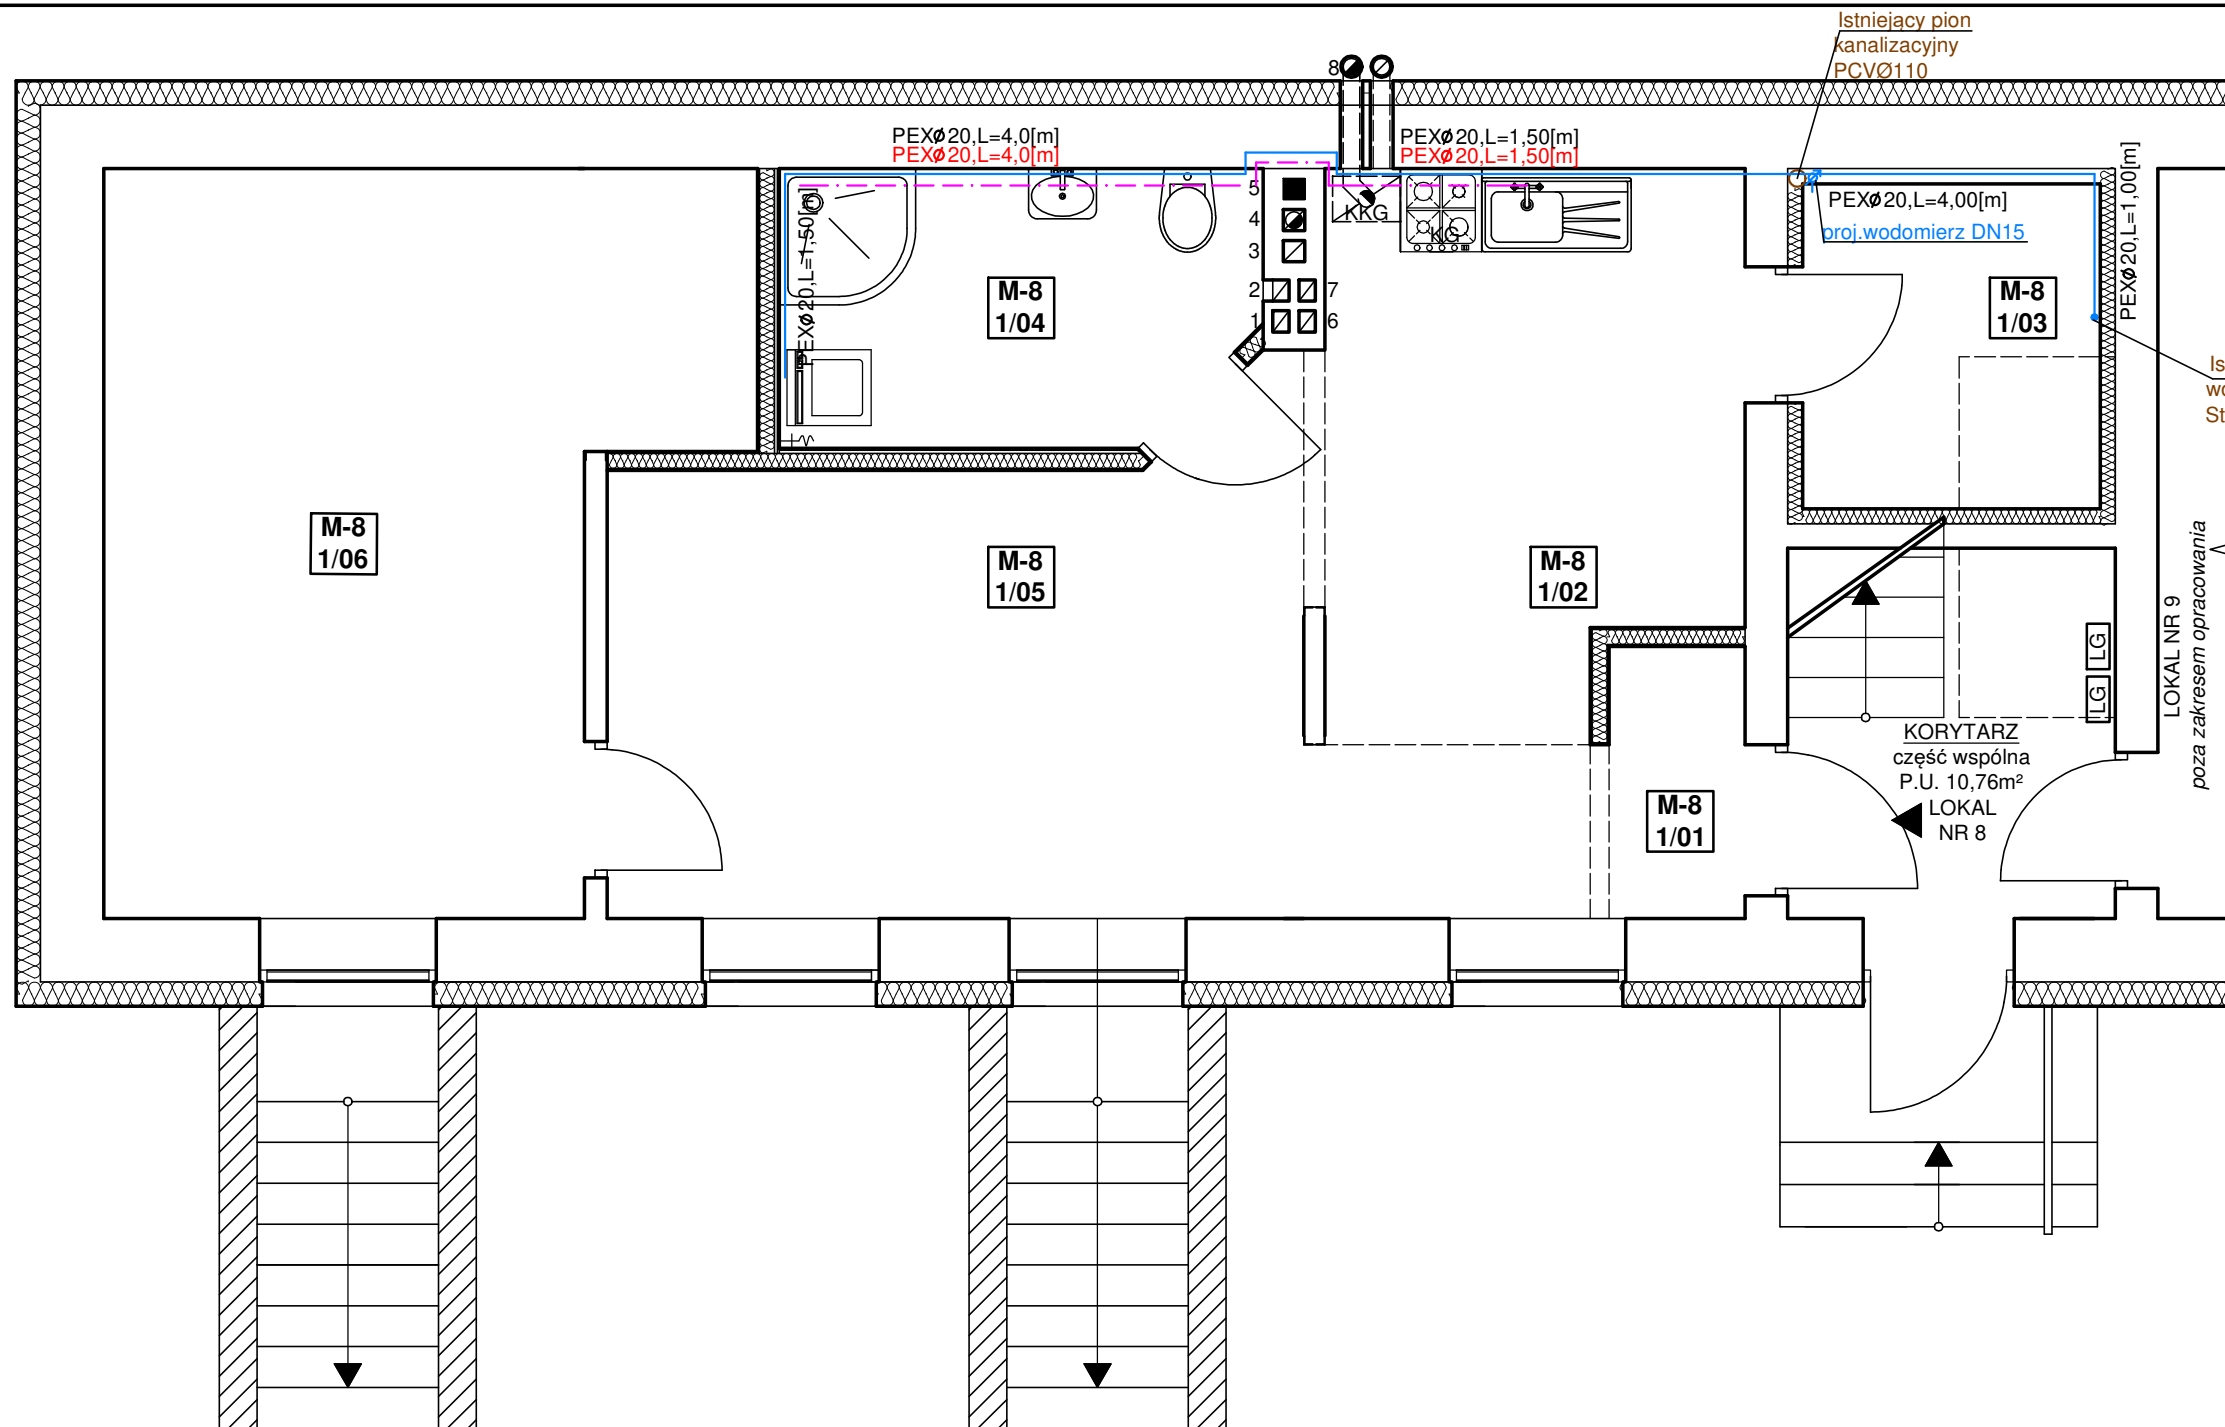 Istniejący pion
kanalizacyjny
PCVØ110
8
PEXØ20,L=4,0[m]
PEXØ20,L=4,0[m]
PEXØ20,L=1,50[m]
PEXØ20,L=1,50[m]
PEXØ20,L=1,50[m]
5
4
3
2
7
1
6
KKG
KG
PEXØ20,L=4,00[m]
proj.wodomierz DN15
PEXØ20,L=1,00[m]
M-8
1/04
M-8
1/03
Is
wo
St
M-8
1/06
M-8
1/05
M-8
1/02
LG
LG
LOKAL NR 9
poza zakresem opracowania
KORYTARZ
część wspólna
P.U. 10,76m²
LOKAL
NR 8
M-8
1/01